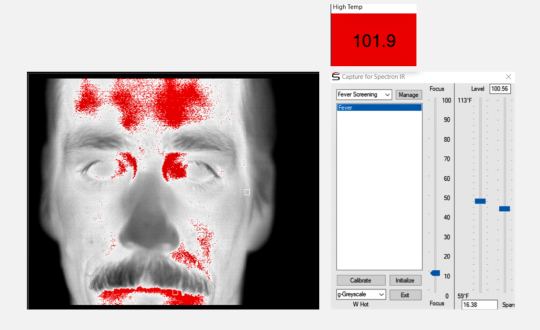 High Temp
101.9
Capture for Spectron IR
Fever Screening
Manage
Fever
Calibrate
Initialize
g-Greyscale
Exit
W Hot
Focus
Level
100.56
100
113°F
90
80
70
60
50
40
30
20
10
0
59°F
Focus
16.38
Span